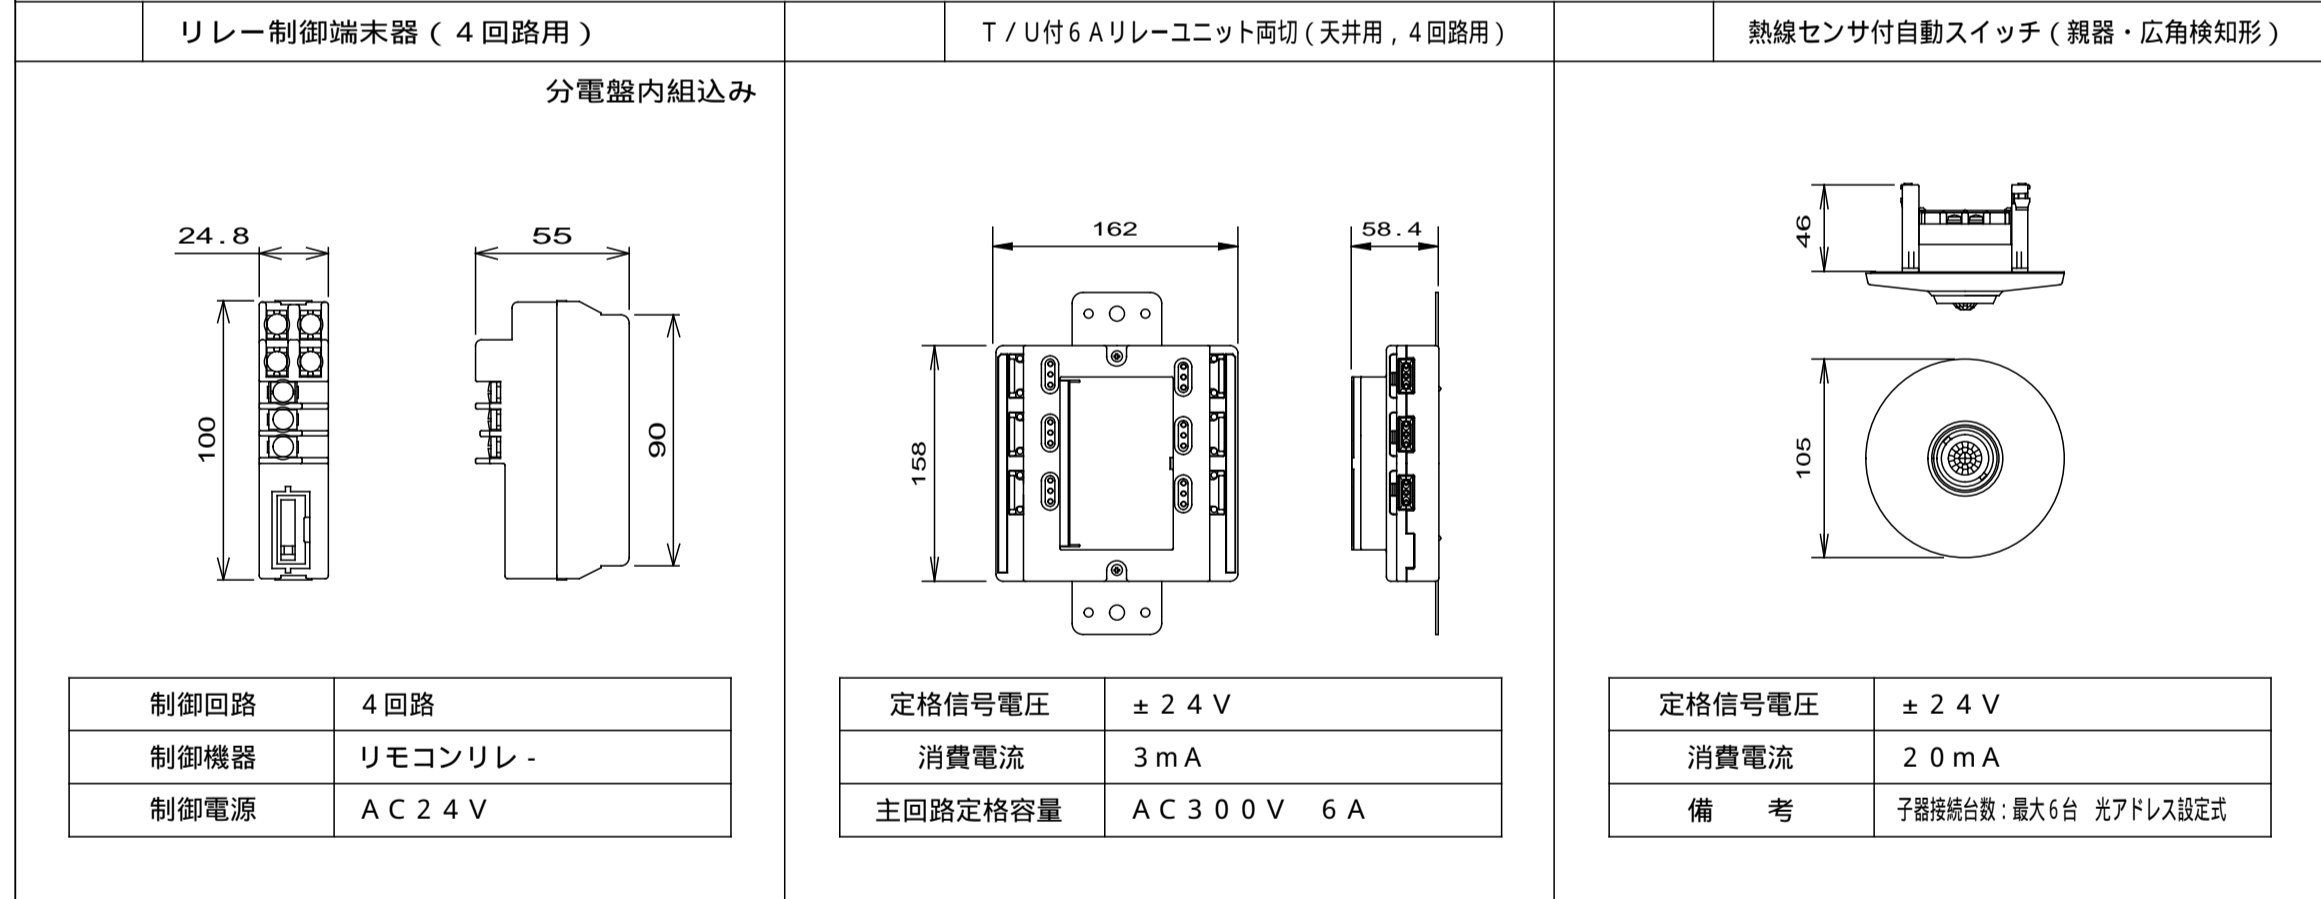 リレー制御端末器(4回路用)
分電盤内組込み
24.8
55
100
90
制御回路 4回路
制御機器 リモコンリレ-
制御電源 AC24V
T/U付6Aリレーユニット両切(天井用,4回路用)
162
58.4
158
定格信号電圧 ±24V
消費電流 3mA
主回路定格容量 AC300V 6A
熱線センサ付自動スイッチ(親器・広角検知形)
46
105
定格信号電圧 ±24V
消費電流 20mA
備 考 子器接続台数:最大6台 光アドレス設定式